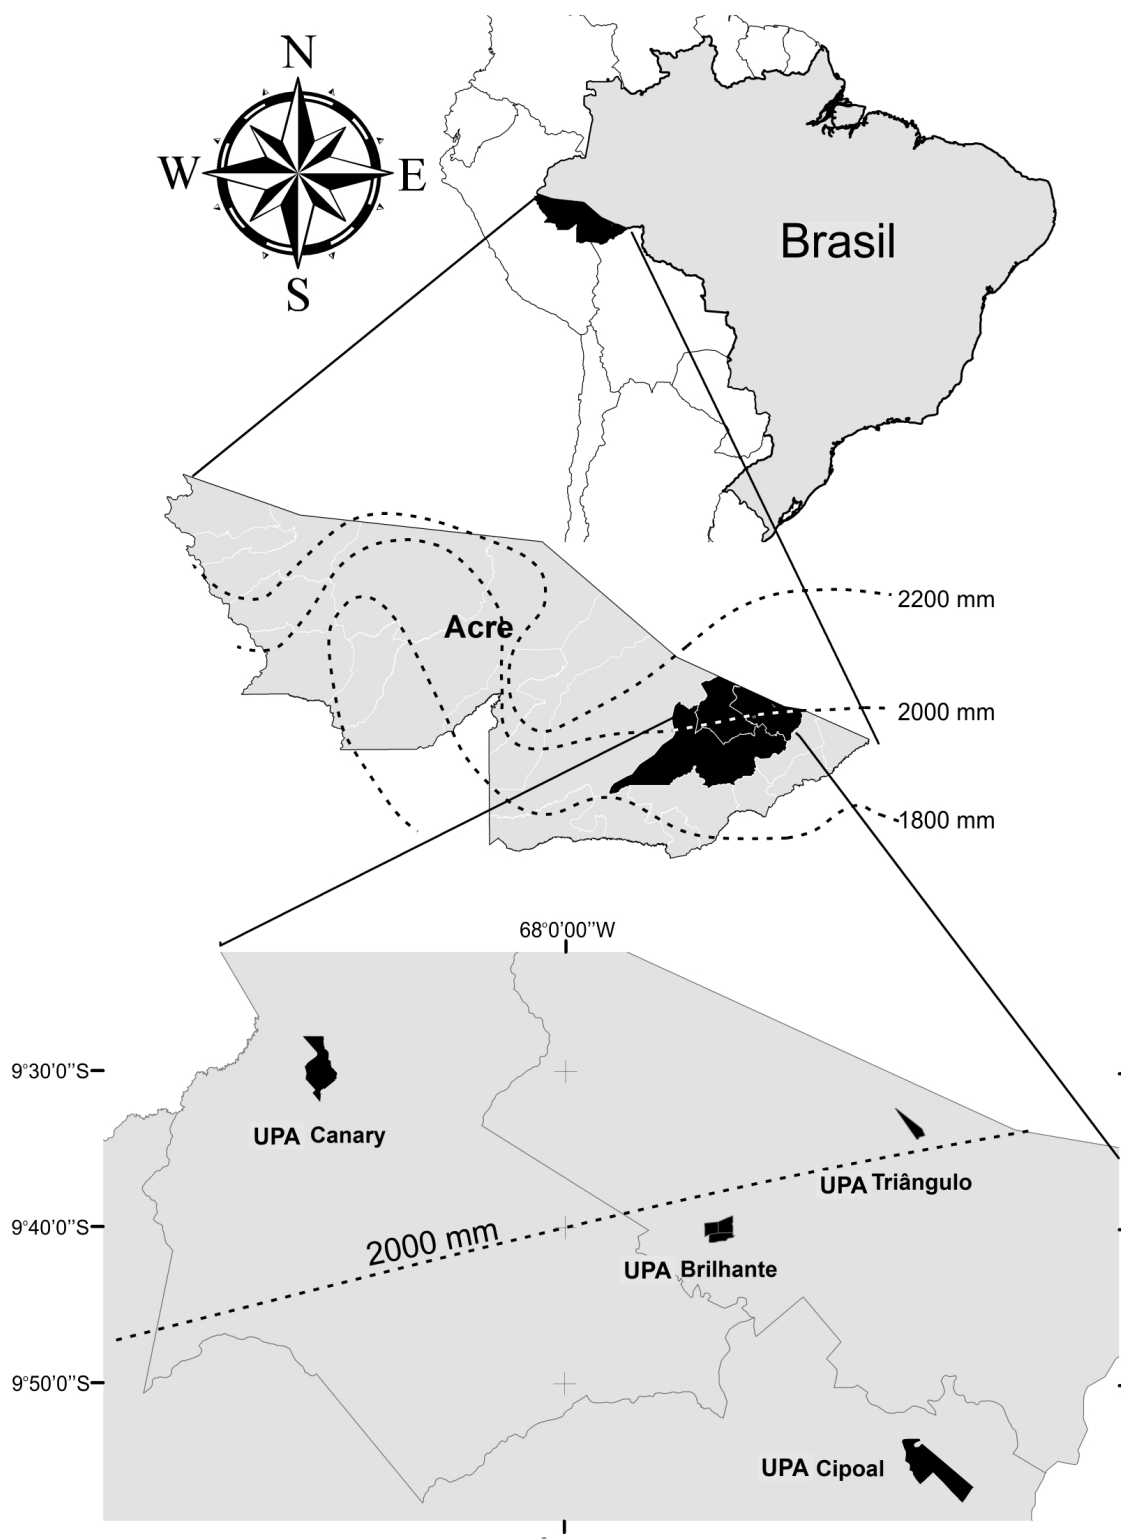 N
W
E
S
Brasil
Acre
2200 mm
2000 mm
1800 mm
68°0'00''W
9°30'0''S
UPA Canary
UPA Triângulo
9°40'0''S
2000 mm
UPA Brilhante
9°50'0''S
UPA Cipoal